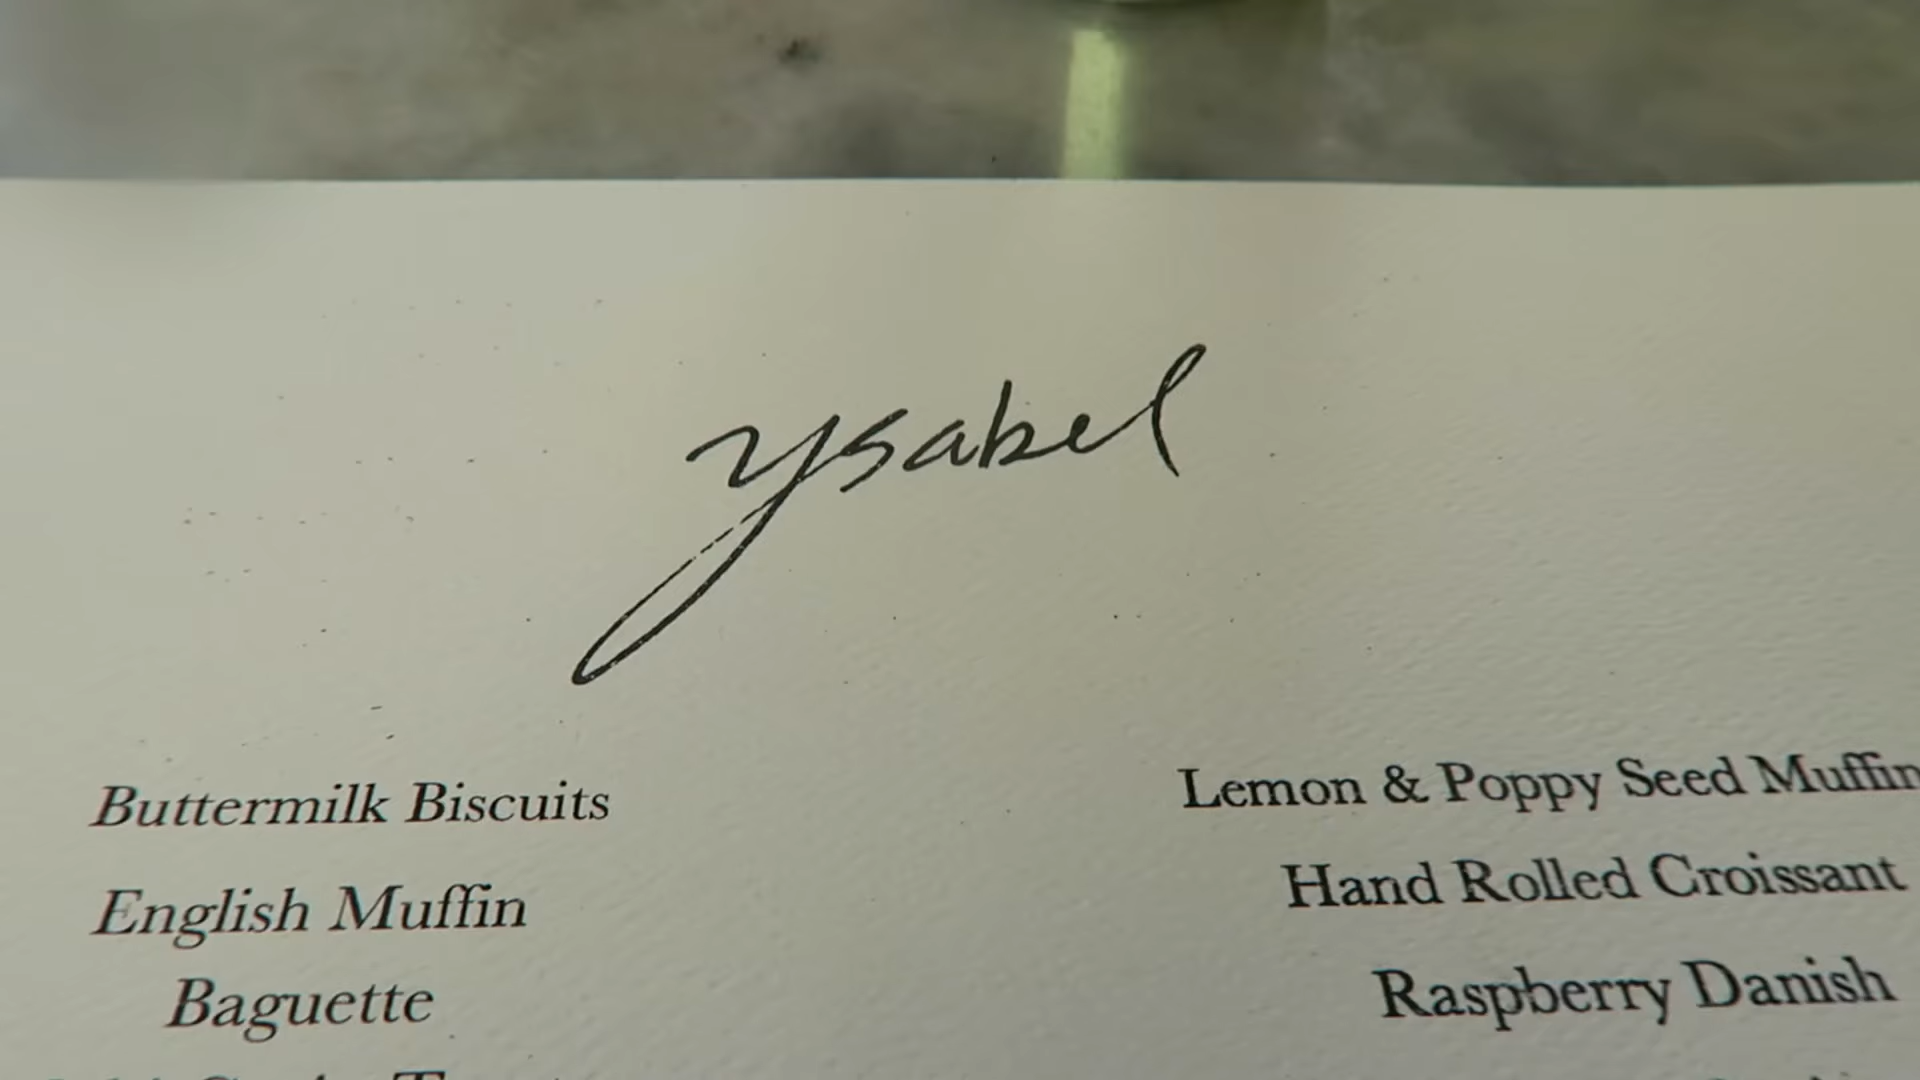 ysabel
Buttermilk Biscuits
English Muffin
Baguette
Lemon & Poppy Seed Muffin
Hand Rolled Croissant
Raspberry Danish